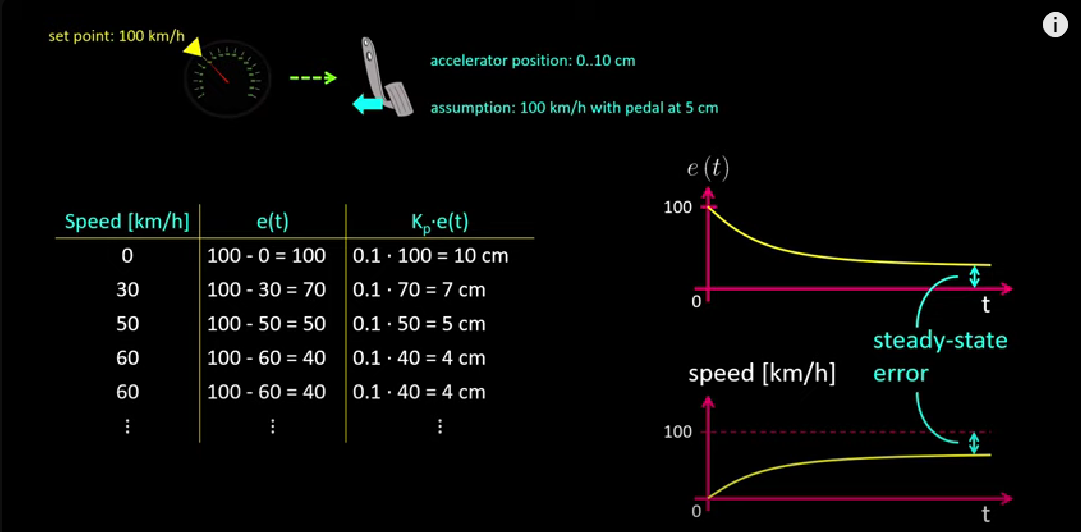 set point: 100 km/h
accelerator position: 0..10 cm
assumption: 100 km/h with pedal at 5 cm
Speed [km/h] e(t) Kₚ·e(t)
0 100 - 0 = 100 0.1 · 100 = 10 cm
30 100 - 30 = 70 0.1 · 70 = 7 cm
50 100 - 50 = 50 0.1 · 50 = 5 cm
60 100 - 60 = 40 0.1 · 40 = 4 cm
60 100 - 60 = 40 0.1 · 40 = 4 cm
⋮ ⋮ ⋮
e (t)
100
0
t
steady-state
error
speed [km/h]
100
0
t
i